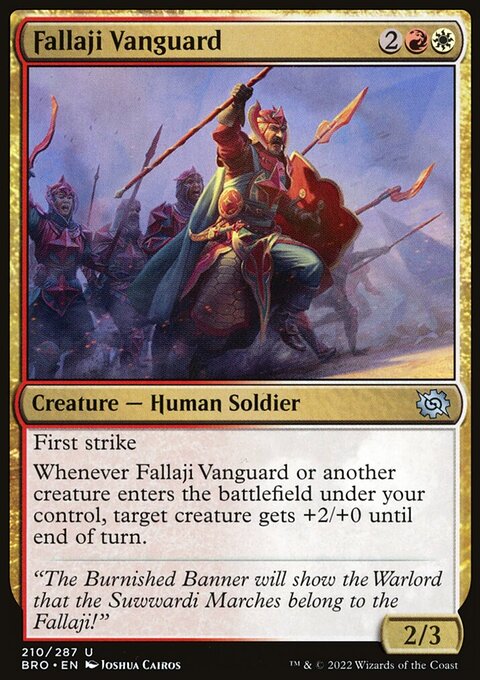 Fallaji Vanguard 2
Creature — Human Soldier
First strike
Whenever Fallaji Vanguard or another
creature enters the battlefield under your
control, target creature gets +2/+0 until
end of turn.
“The Burnished Banner will show the Warlord
that the Suwwardi Marches belong to the
Fallaji!”
2/3
210/287 U
BRO • EN Joshua Cairos
™ & © 2022 Wizards of the Coast